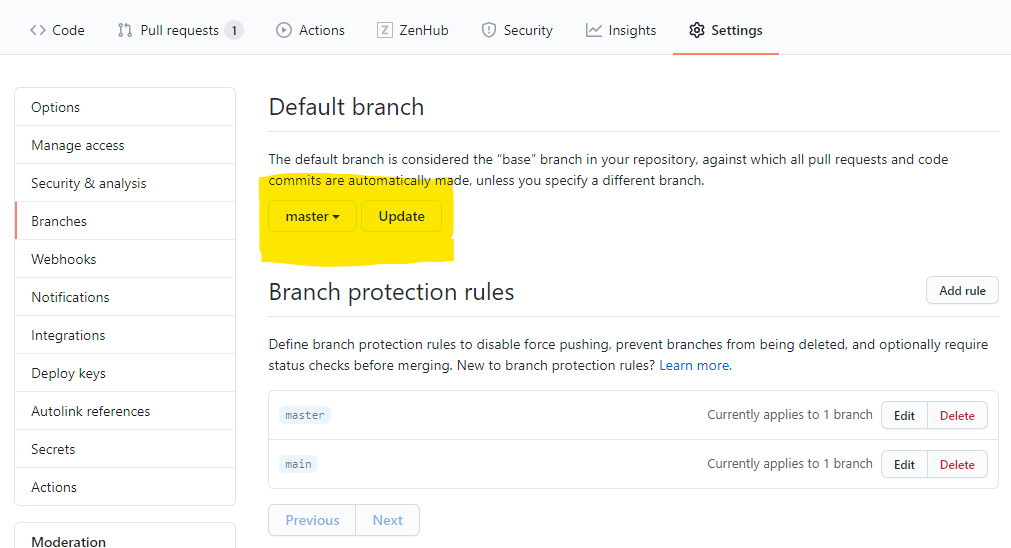 Code Pull requests 1 Actions Z ZenHub Security Insights Settings
Options
Manage access
Security & analysis
Branches
Webhooks
Notifications
Integrations
Deploy keys
Autolink references
Secrets
Actions
Moderation
Default branch
The default branch is considered the “base” branch in your repository, against which all pull requests and code
commits are automatically made, unless you specify a different branch.
master Update
Branch protection rules Add rule
Define branch protection rules to disable force pushing, prevent branches from being deleted, and optionally require
status checks before merging. New to branch protection rules? Learn more.
master Currently applies to 1 branch Edit Delete
main Currently applies to 1 branch Edit Delete
Previous Next